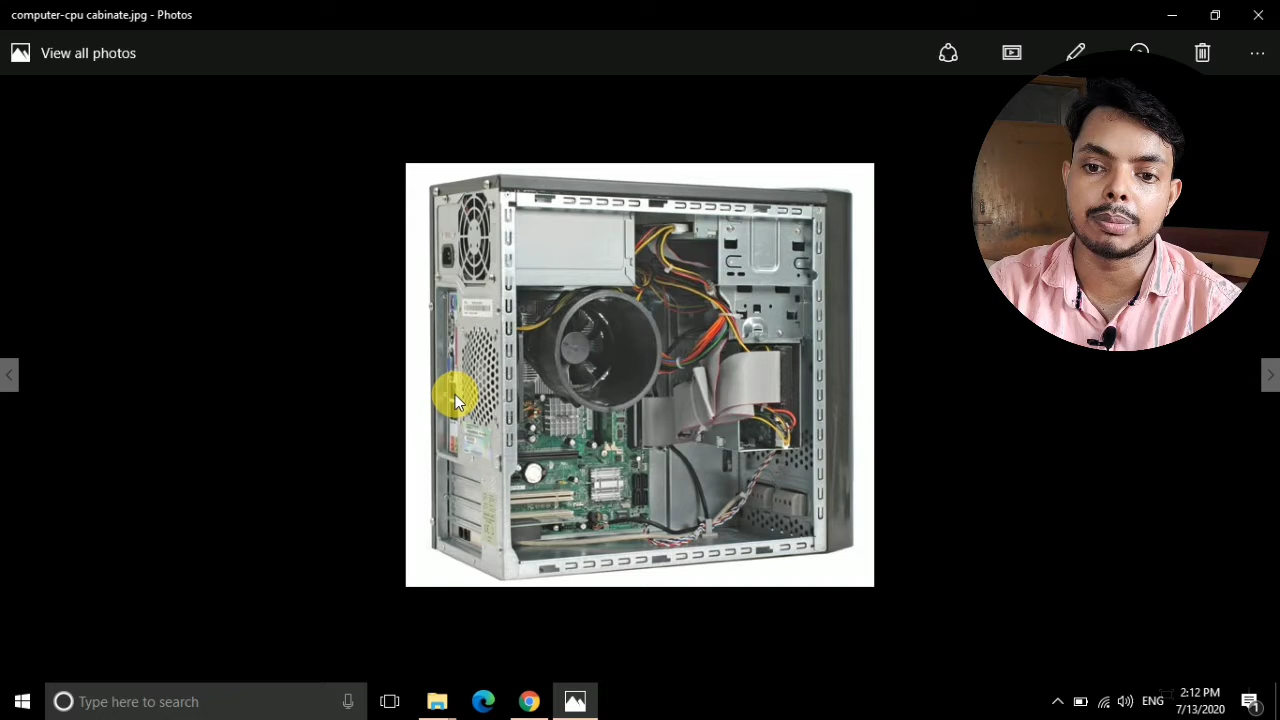 computer-cpu cabinate.jpg - Photos
View all photos
Type here to search
ENG
2:12 PM
7/13/2020
1